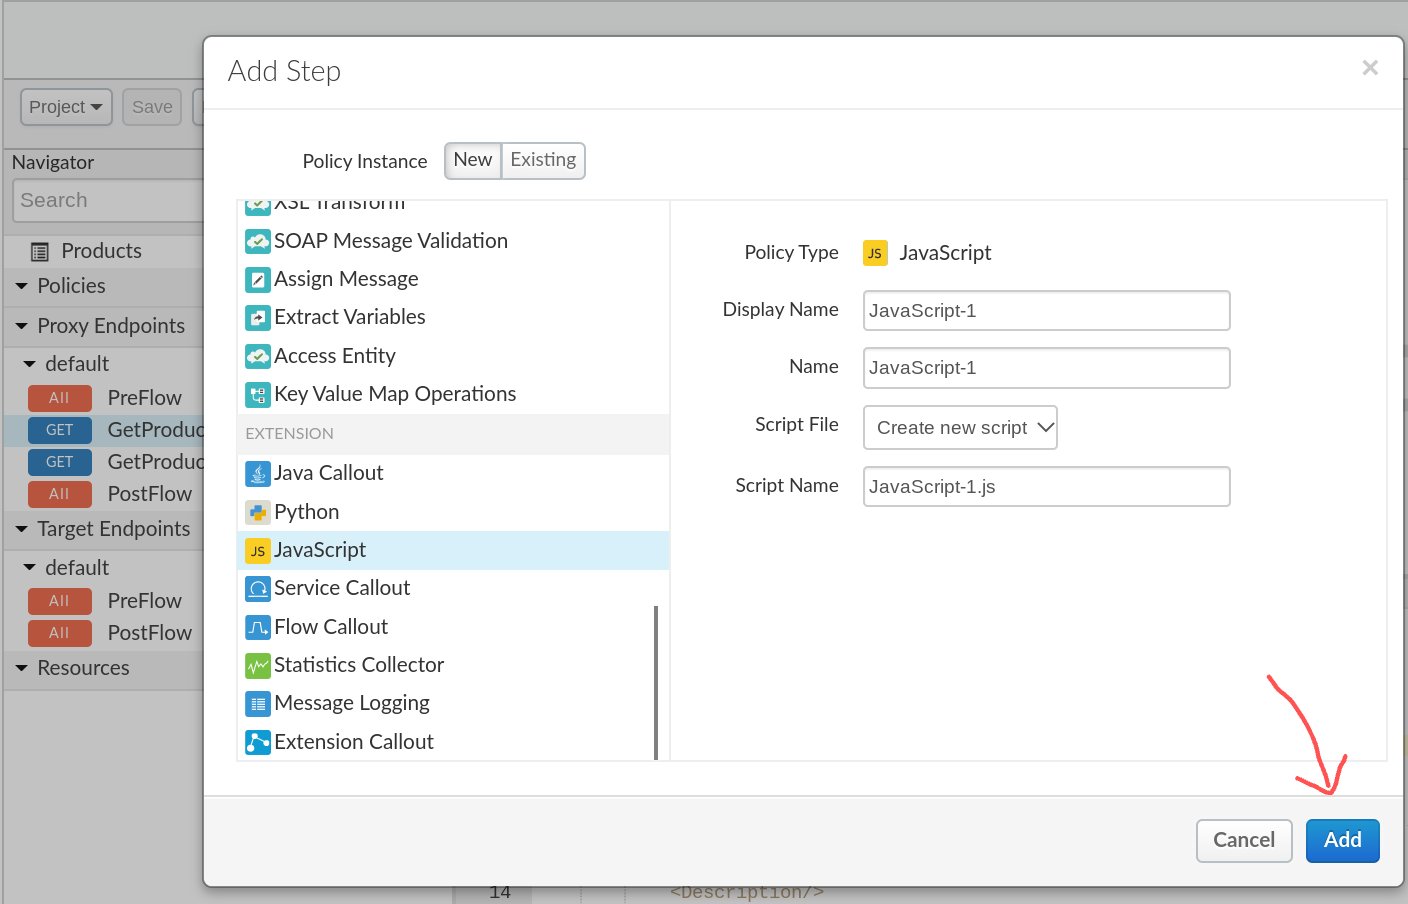 Add Step
×
Project
Save
Navigator
Search
Products
Policies
Proxy Endpoints
default
All PreFlow
GET GetProduc
GET GetProduc
All PostFlow
Target Endpoints
default
All PreFlow
All PostFlow
Resources
Policy Instance New Existing
XSL Transform
SOAP Message Validation
Assign Message
Extract Variables
Access Entity
Key Value Map Operations
EXTENSION
Java Callout
Python
JS JavaScript
Service Callout
Flow Callout
Statistics Collector
Message Logging
Extension Callout
Policy Type JS JavaScript
Display Name JavaScript-1
Name JavaScript-1
Script File Create new script
Script Name JavaScript-1.js
Cancel Add
14 <Description/>